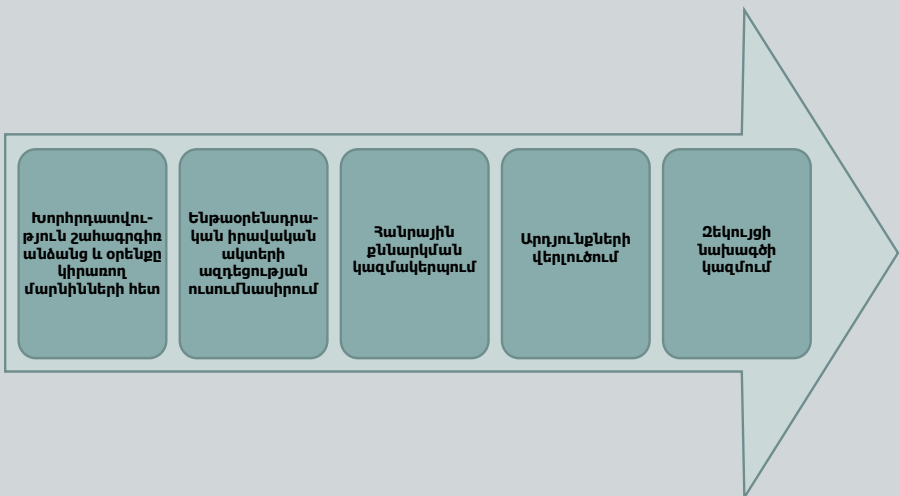 Խորհրդատվու-
թյուն շահագրգիռ
անձանց և օրենքը
կիրառող
մարնինների հետ
Ենթաօրենսդրա-
կան իրավական
ակտերի
ազդեցության
ուսումնասիրում
Հանրային
քննարկման
կազմակերպում
Արդյունքների
վերլուծում
Զեկույցի
նախագծի
կազմում